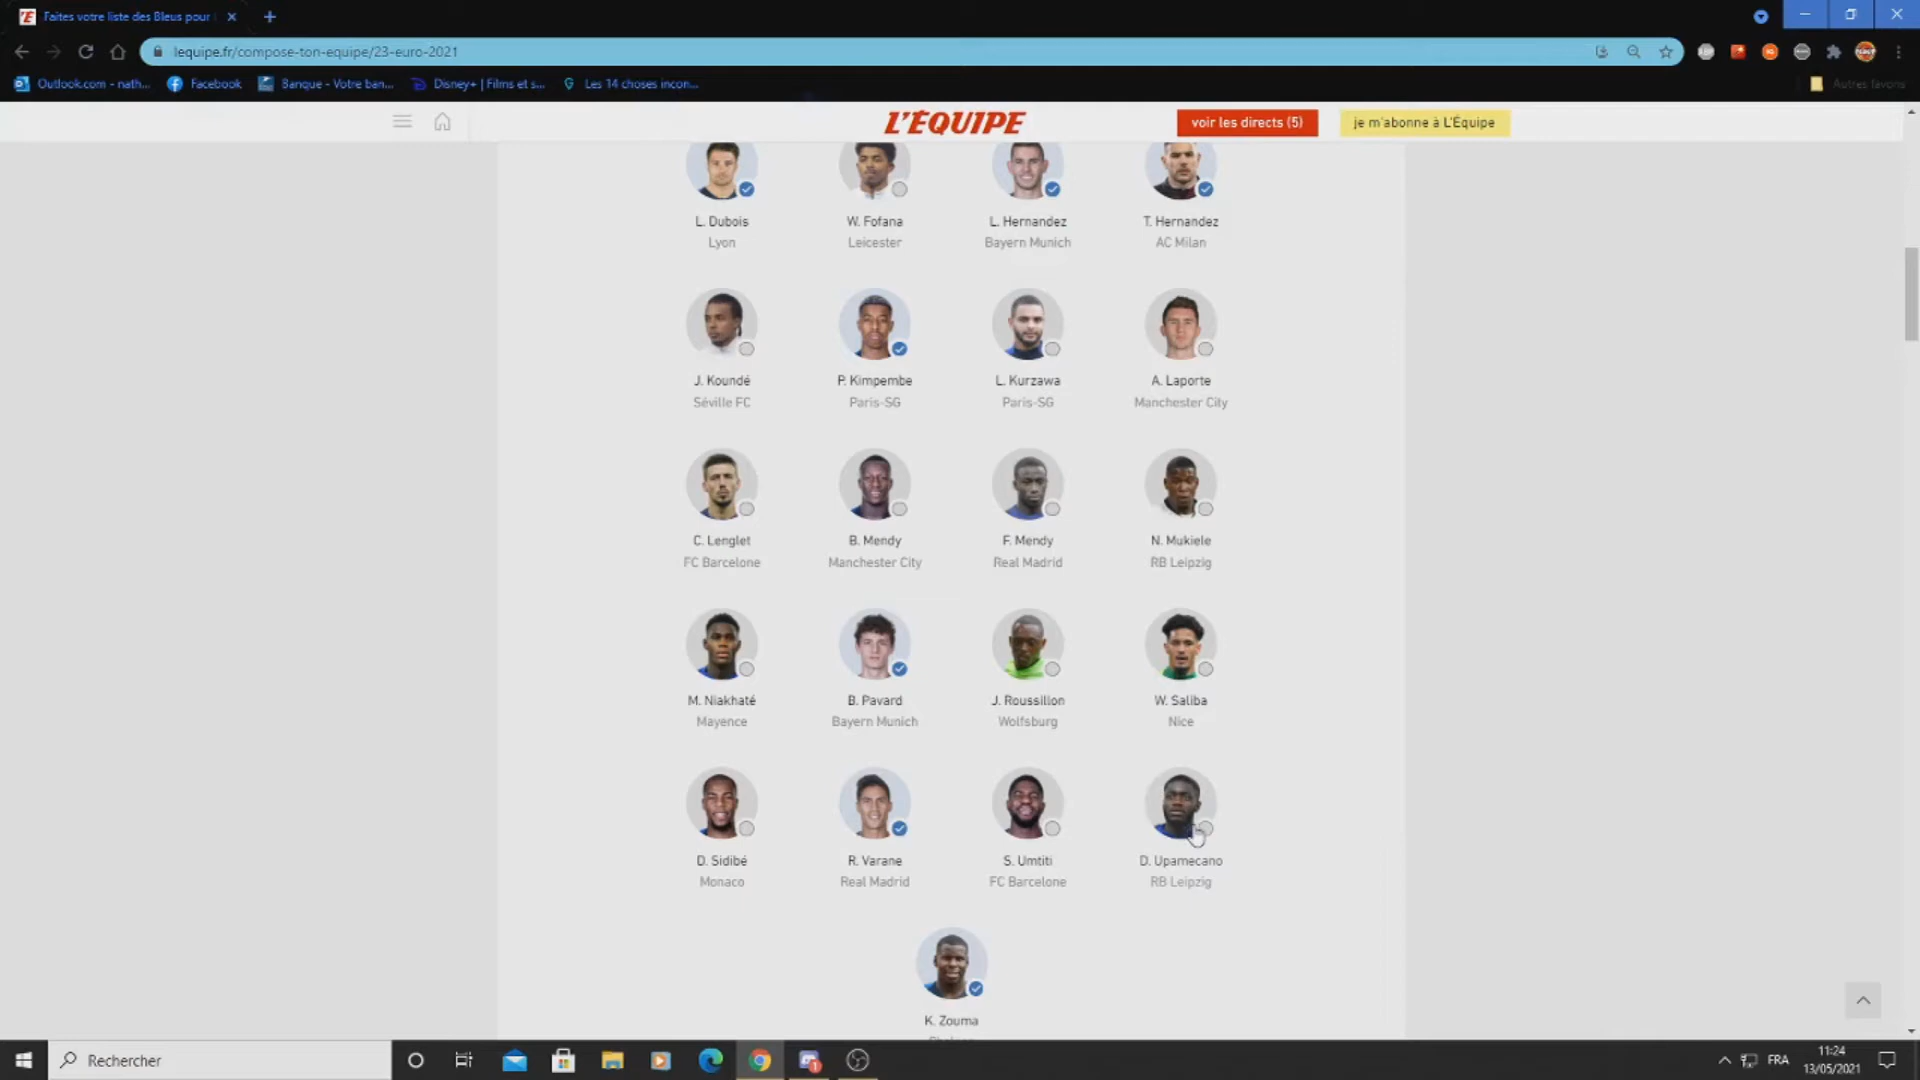 Faites votre liste des Bleus pour
lequipe.fr/compose-ton-equipe/23-euro-2021
Outlook.com - nath...
Facebook
Banque - Votre ban...
Disney+ | Films et s...
Les 14 choses incon...
Autres favoris
L'ÉQUIPE
voir les directs (5)
je m'abonne à L'Équipe
L. Dubois
W. Fofana
L. Hernandez
T. Hernandez
Lyon
Leicester
Bayern Munich
AC Milan
J. Koundé
P. Kimpembe
L. Kurzawa
A. Laporte
Séville FC
Paris-SG
Paris-SG
Manchester City
C. Lenglet
B. Mendy
F. Mendy
N. Mukiele
FC Barcelone
Manchester City
Real Madrid
RB Leipzig
M. Niakhaté
B. Pavard
J. Roussillon
W. Saliba
Mayence
Bayern Munich
Wolfsburg
Nice
D. Sidibé
R. Varane
S. Umtiti
D. Upamecano
Monaco
Real Madrid
FC Barcelone
RB Leipzig
K. Zouma
Rechercher
FRA
11:24
13/05/2021